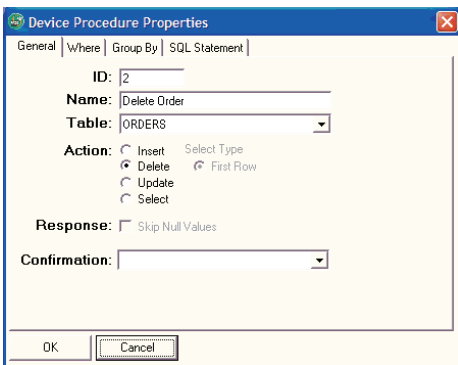 Device Procedure Properties
General Where Group By SQL Statement
ID: 2
Name: Delete Order
Table: ORDERS
Action: Insert Select Type
Delete First Row
Update
Select
Response: Skip Null Values
Confirmation:
OK Cancel